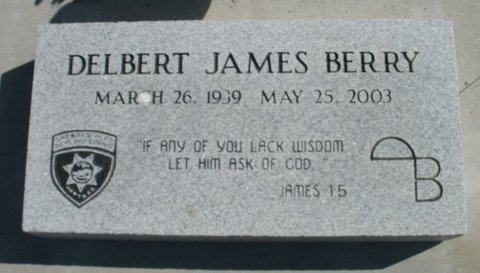 DELBERT JAMES BERRY
MARCH 26, 1939 MAY 25, 2003
"IF ANY OF YOU LACK WISDOM,
LET HIM ASK OF GOD."
JAMES 1:5
DB